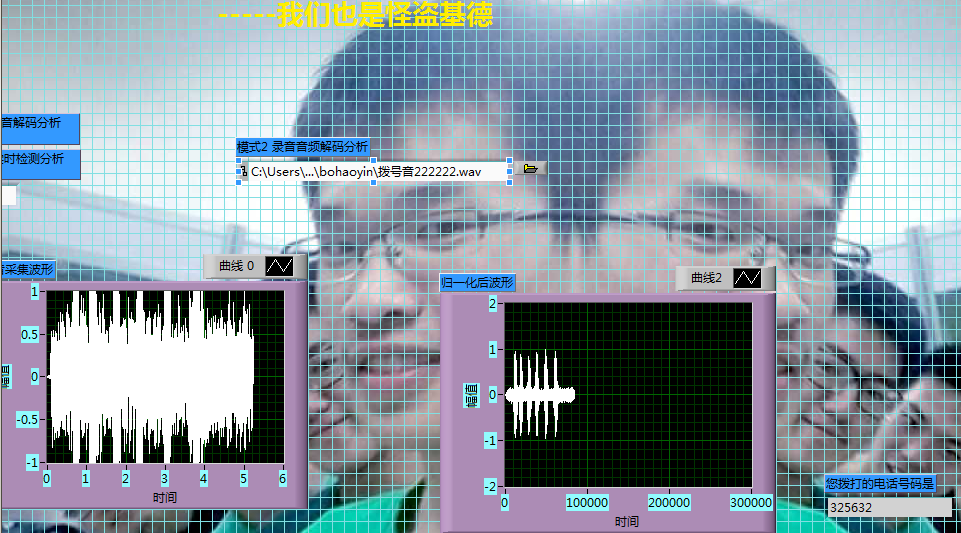 -----我们也是怪盗基德
音解码分析
时检测分析
模式2 录音音频解码分析
C:\Users\...\bohaoyin\拨号音222222.wav
采集波形
曲线 0
1
0.5
0
-0.5
-1
幅值
0 1 2 3 4 5 6
时间
归一化后波形
曲线2
2
1
0
-1
-2
幅值
0 100000 200000 300000
时间
您拨打的电话号码是
325632